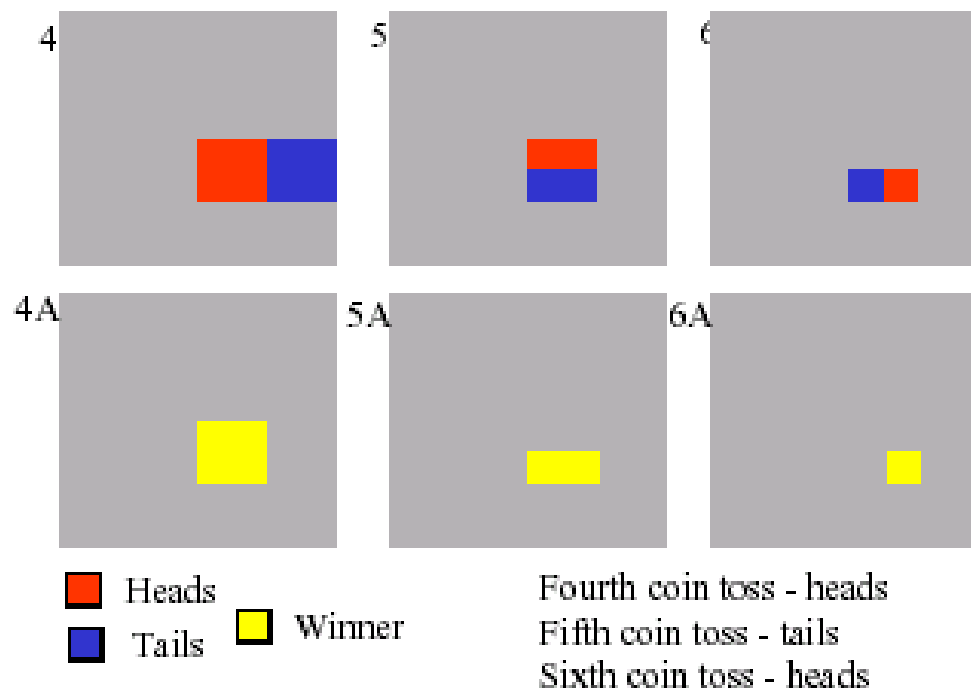 4
5
6
4A
5A
6A
Heads
Tails
Winner
Fourth coin toss - heads
Fifth coin toss - tails
Sixth coin toss - heads